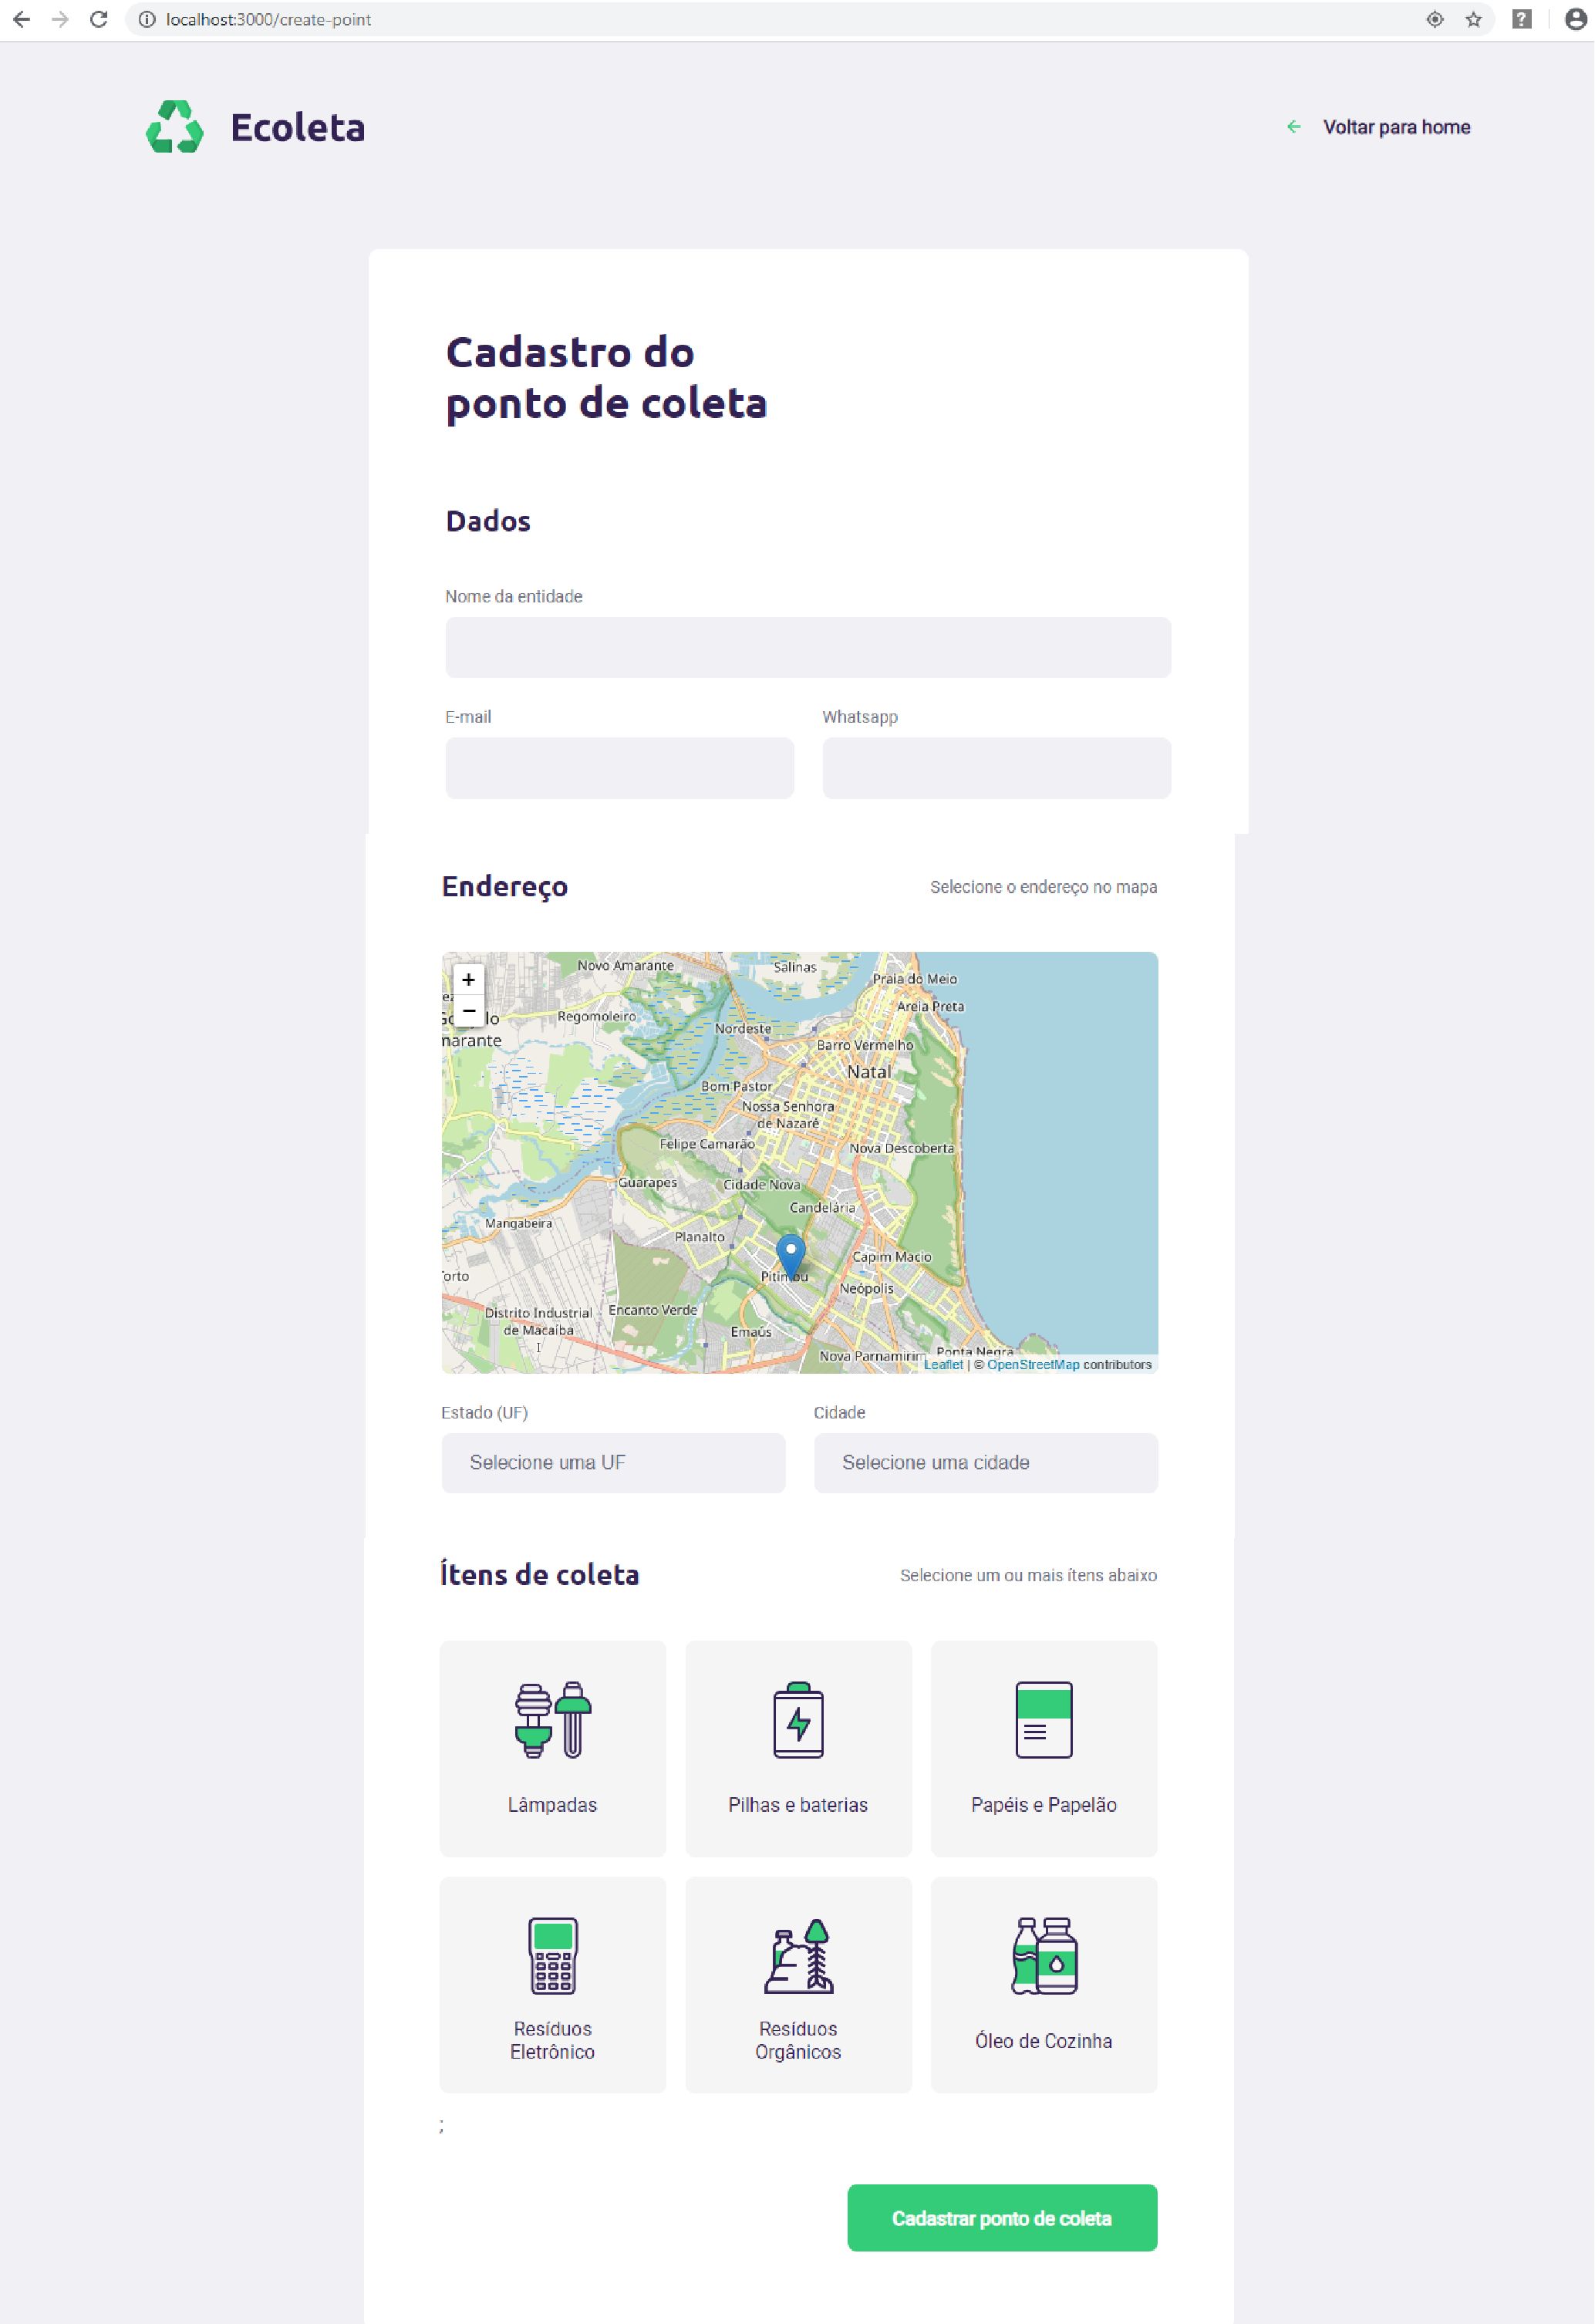 localhost:3000/create-point
Ecoleta
Voltar para home
Cadastro do
ponto de coleta
Dados
Nome da entidade
E-mail
Whatsapp
Endereço
Selecione o endereço no mapa
+
−
Novo Amarante
Salinas
Praia do Meio
Areia Preta
Regomoleiro
Nordeste
marante
Barro Vermelho
Natal
Bom Pastor
Nossa Senhora
de Nazaré
Felipe Camarão
Nova Descoberta
Guarapes
Cidade Nova
Candelária
Mangabeira
Planalto
Capim Macio
orto
Pitimbu
Neópolis
Distrito Industrial
de Macaíba
Encanto Verde
Emaús
Nova Parnamirim
Ponta Negra
Leaflet | © OpenStreetMap contributors
Estado (UF)
Cidade
Selecione uma UF
Selecione uma cidade
Ítens de coleta
Selecione um ou mais ítens abaixo
Lâmpadas
Pilhas e baterias
Papéis e Papelão
Resíduos
Eletrônico
Resíduos
Orgânicos
Óleo de Cozinha
;
Cadastrar ponto de coleta